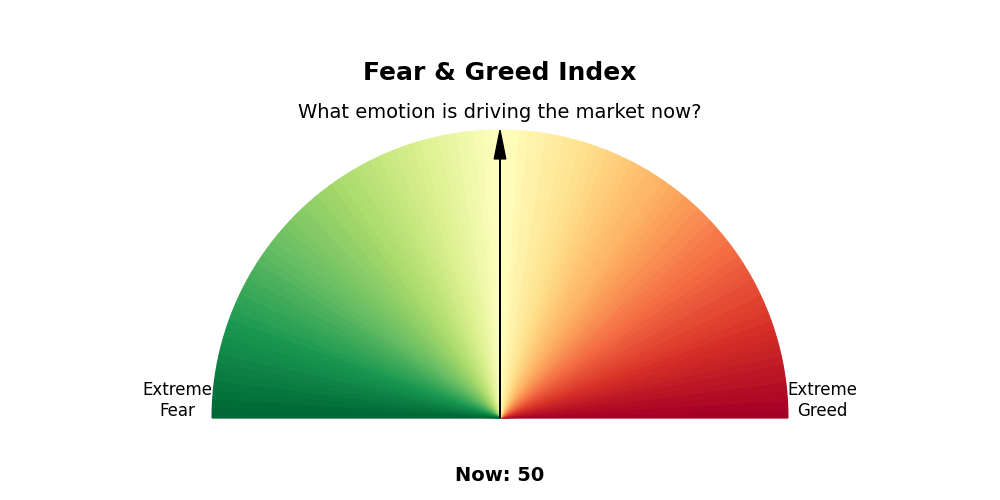 Fear & Greed Index
What emotion is driving the market now?
Extreme
Fear
Extreme
Greed
Now: 50